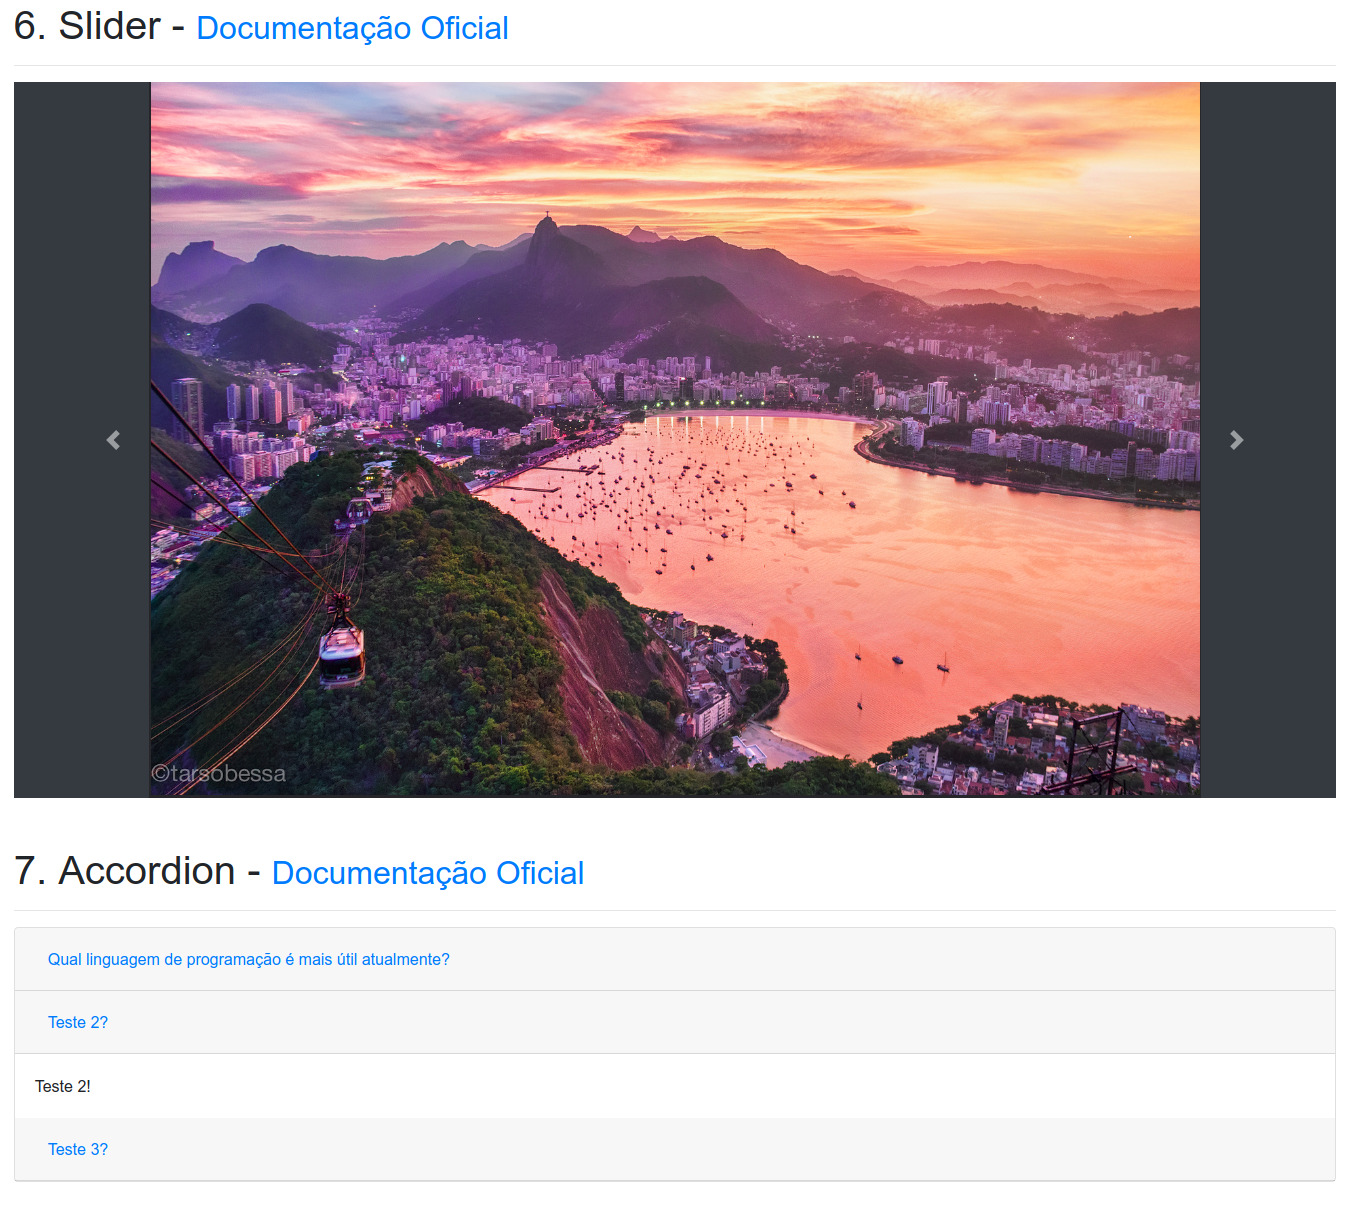 6. Slider - Documentação Oficial
©tarsobessa
7. Accordion - Documentação Oficial
Qual linguagem de programação é mais útil atualmente?
Teste 2?
Teste 2!
Teste 3?